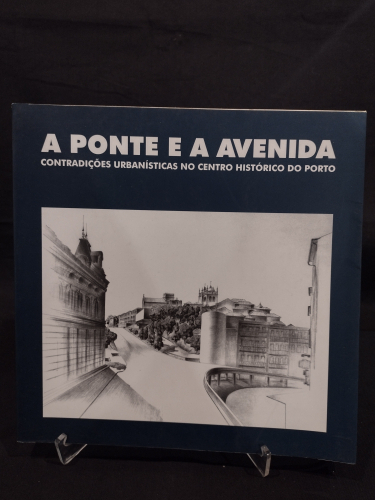 A PONTE E A AVENIDA
CONTRADIÇÕES URBANÍSTICAS NO CENTRO HISTÓRICO DO PORTO